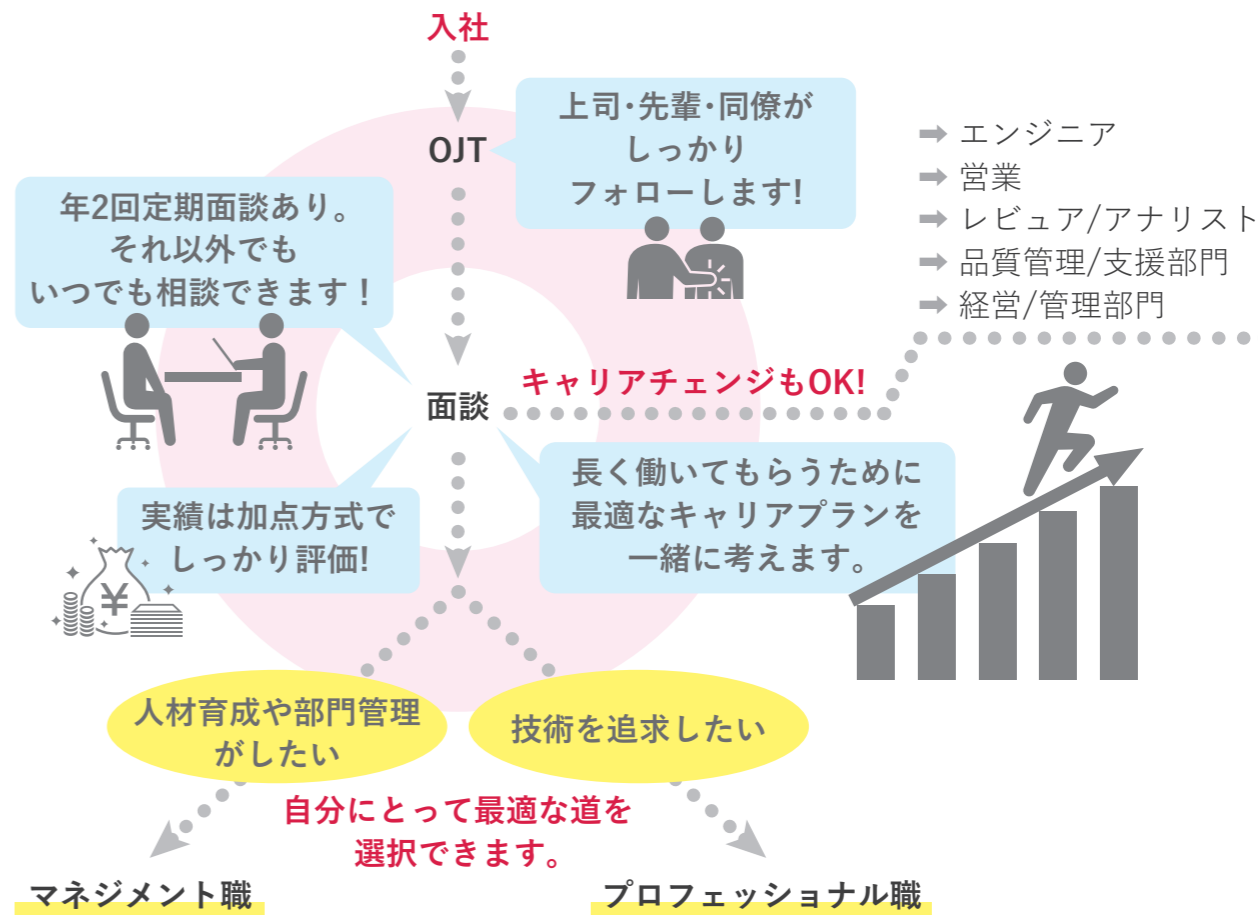 入社
OJT
上司・先輩・同僚が
しっかり
フォローします!
➡ エンジニア
➡ 営業
➡ レビュア/アナリスト
➡ 品質管理/支援部門
➡ 経営/管理部門
年2回定期面談あり。
それ以外でも
いつでも相談できます！
面談
キャリアチェンジもOK!
実績は加点方式で
しっかり評価!
¥
長く働いてもらうために
最適なキャリアプランを
一緒に考えます。
人材育成や部門管理
がしたい
技術を追求したい
自分にとって最適な道を
選択できます。
マネジメント職
プロフェッショナル職